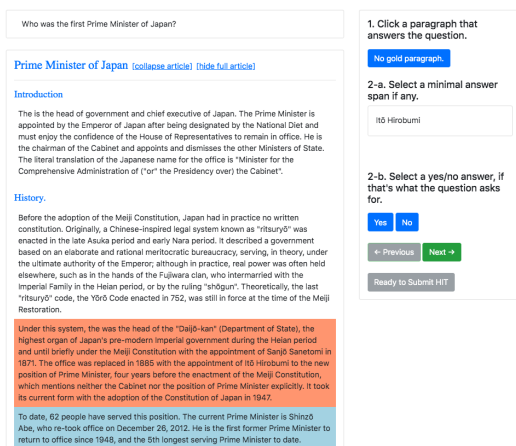 Who was the first Prime Minister of Japan?
Prime Minister of Japan [collapse article] [hide full article]
Introduction
The is the head of government and chief executive of Japan. The Prime Minister is
appointed by the Emperor of Japan after being designated by the National Diet and
must enjoy the confidence of the House of Representatives to remain in office. He is
the chairman of the Cabinet and appoints and dismisses the other Ministers of State.
The literal translation of the Japanese name for the office is "Minister for the
Comprehensive Administration of ("or" the Presidency over) the Cabinet".
History.
Before the adoption of the Meiji Constitution, Japan had in practice no written
constitution. Originally, a Chinese-inspired legal system known as "ritsuryō" was
enacted in the late Asuka period and early Nara period. It described a government
based on an elaborate and rational meritocratic bureaucracy, serving, in theory, under
the ultimate authority of the Emperor; although in practice, real power was often held
elsewhere, such as in the hands of the Fujiwara clan, who intermarried with the
Imperial Family in the Heian period, or by the ruling "shōgun". Theoretically, the last
"ritsuryō" code, the Yōrō Code enacted in 752, was still in force at the time of the Meiji
Restoration.
Under this system, the was the head of the "Daijō-kan" (Department of State), the
highest organ of Japan's pre-modern Imperial government during the Heian period
and until briefly under the Meiji Constitution with the appointment of Sanjō Sanetomi in
1871. The office was replaced in 1885 with the appointment of Itō Hirobumi to the new
position of Prime Minister, four years before the enactment of the Meiji Constitution,
which mentions neither the Cabinet nor the position of Prime Minister explicitly. It took
its current form with the adoption of the Constitution of Japan in 1947.
To date, 62 people have served this position. The current Prime Minister is Shinzō
Abe, who re-took office on December 26, 2012. He is the first former Prime Minister to
return to office since 1948, and the 5th longest serving Prime Minister to date.
1. Click a paragraph that
answers the question.
No gold paragraph.
2-a. Select a minimal answer
span if any.
Itō Hirobumi
2-b. Select a yes/no answer, if
that's what the question asks
for.
Yes No
← Previous Next →
Ready to Submit HIT